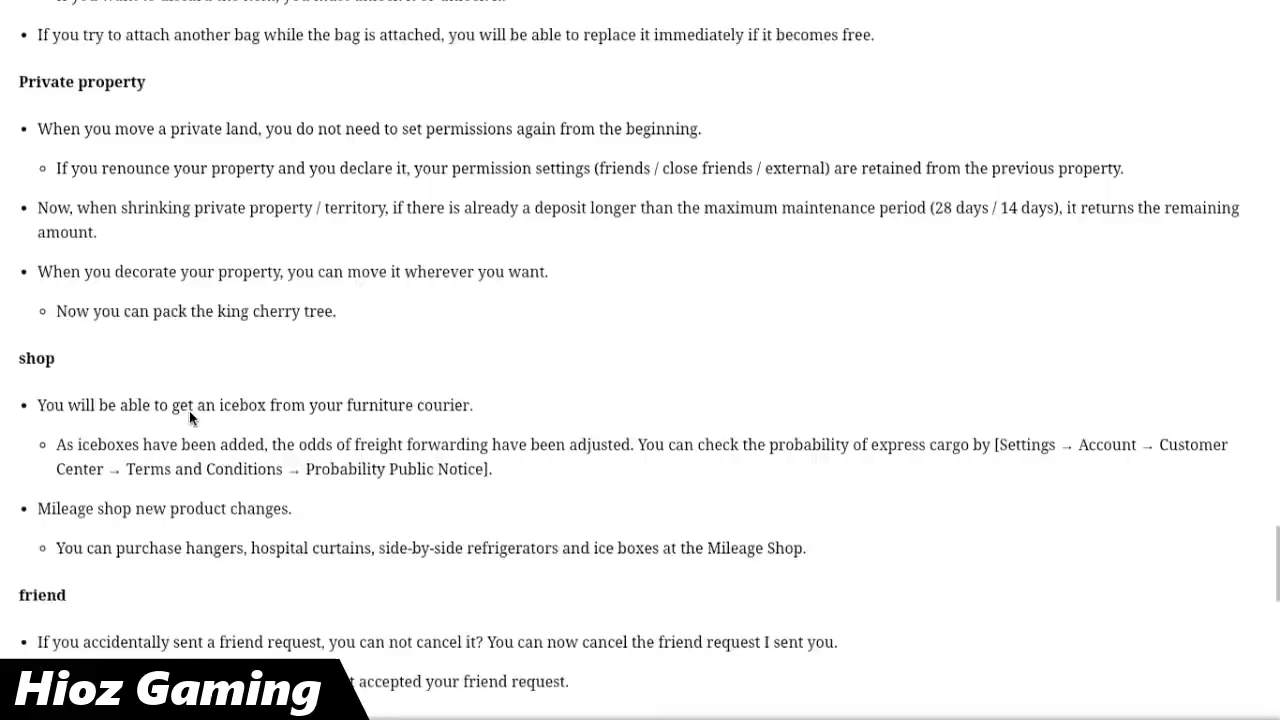 • If you try to attach another bag while the bag is attached, you will be able to replace it immediately if it becomes free.
Private property
• When you move a private land, you do not need to set permissions again from the beginning.
◦ If you renounce your property and you declare it, your permission settings (friends / close friends / external) are retained from the previous property.
• Now, when shrinking private property / territory, if there is already a deposit longer than the maximum maintenance period (28 days / 14 days), it returns the remaining
amount.
• When you decorate your property, you can move it wherever you want.
◦ Now you can pack the king cherry tree.
shop
• You will be able to get an icebox from your furniture courier.
◦ As iceboxes have been added, the odds of freight forwarding have been adjusted. You can check the probability of express cargo by [Settings → Account → Customer
Center → Terms and Conditions → Probability Public Notice].
• Mileage shop new product changes.
◦ You can purchase hangers, hospital curtains, side-by-side refrigerators and ice boxes at the Mileage Shop.
friend
• If you accidentally sent a friend request, you can not cancel it? You can now cancel the friend request I sent you.
accepted your friend request.
Hioz Gaming